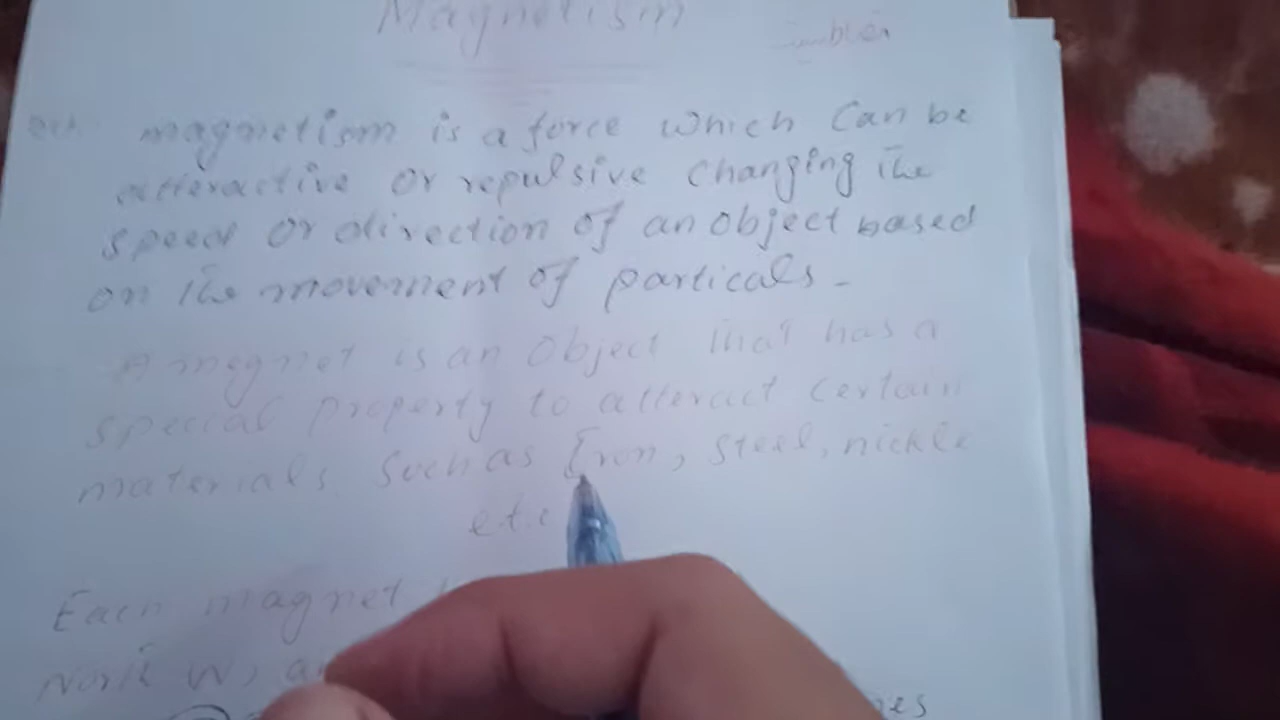 Magnetism
magnetism is a force which can be
atteractive or repulsive changing the
speed or direction of an object based
on the movement of particals -
A magnet is an object that has a
special property to atteract certain
materials such as Iron, steel, nickle
etc
Each magnet
North N,